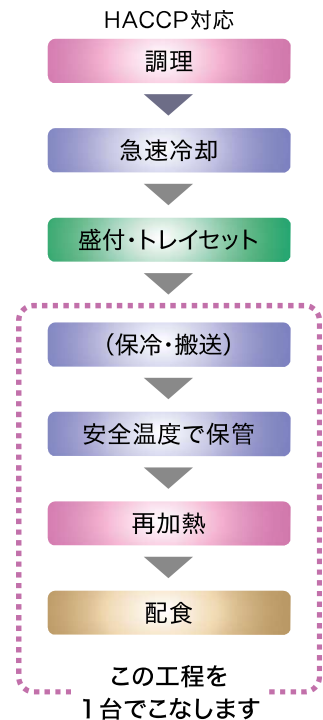 HACCP対応
調理
急速冷却
盛付・トレイセット
（保冷・搬送）
安全温度で保管
再加熱
配食
この工程を
1台でこなします